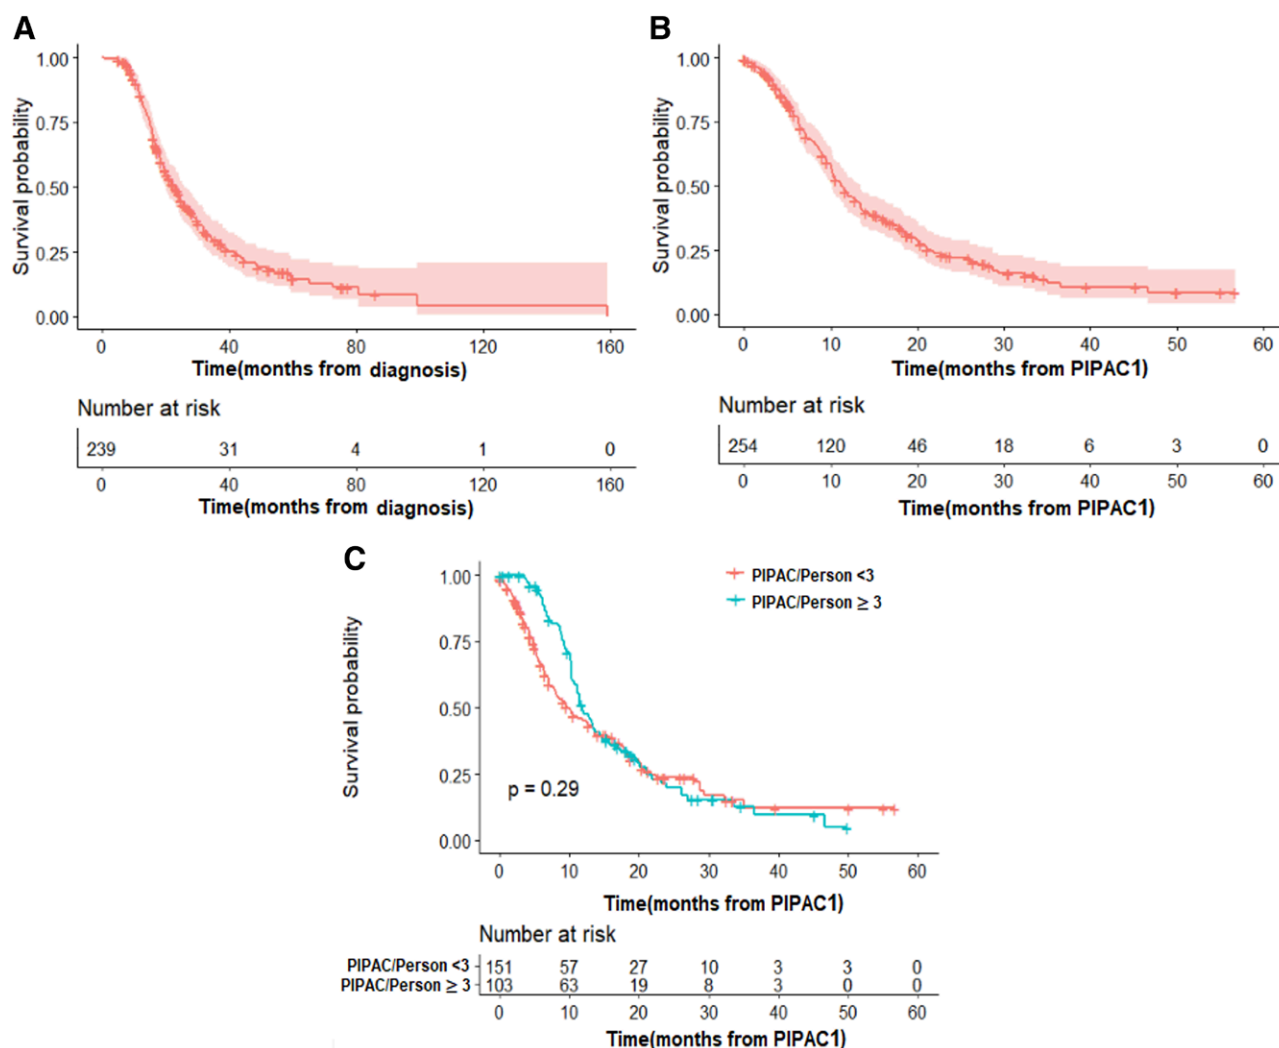 A
Survival probability
1.00
0.75
0.50
0.25
0.00
0 40 80 120 160
Time(months from diagnosis)
Number at risk
239 31 4 1 0
0 40 80 120 160
Time(months from diagnosis)
B
Survival probability
1.00
0.75
0.50
0.25
0.00
0 10 20 30 40 50 60
Time(months from PIPAC1)
Number at risk
254 120 46 18 6 3 0
0 10 20 30 40 50 60
Time(months from PIPAC1)
C
Survival probability
1.00
0.75
0.50
0.25
0.00
PIPAC/Person <3
PIPAC/Person ≥ 3
p = 0.29
0 10 20 30 40 50 60
Time(months from PIPAC1)
Number at risk
PIPAC/Person <3 151 57 27 10 3 3 0
PIPAC/Person ≥ 3 103 63 19 8 3 0 0
0 10 20 30 40 50 60
Time(months from PIPAC1)